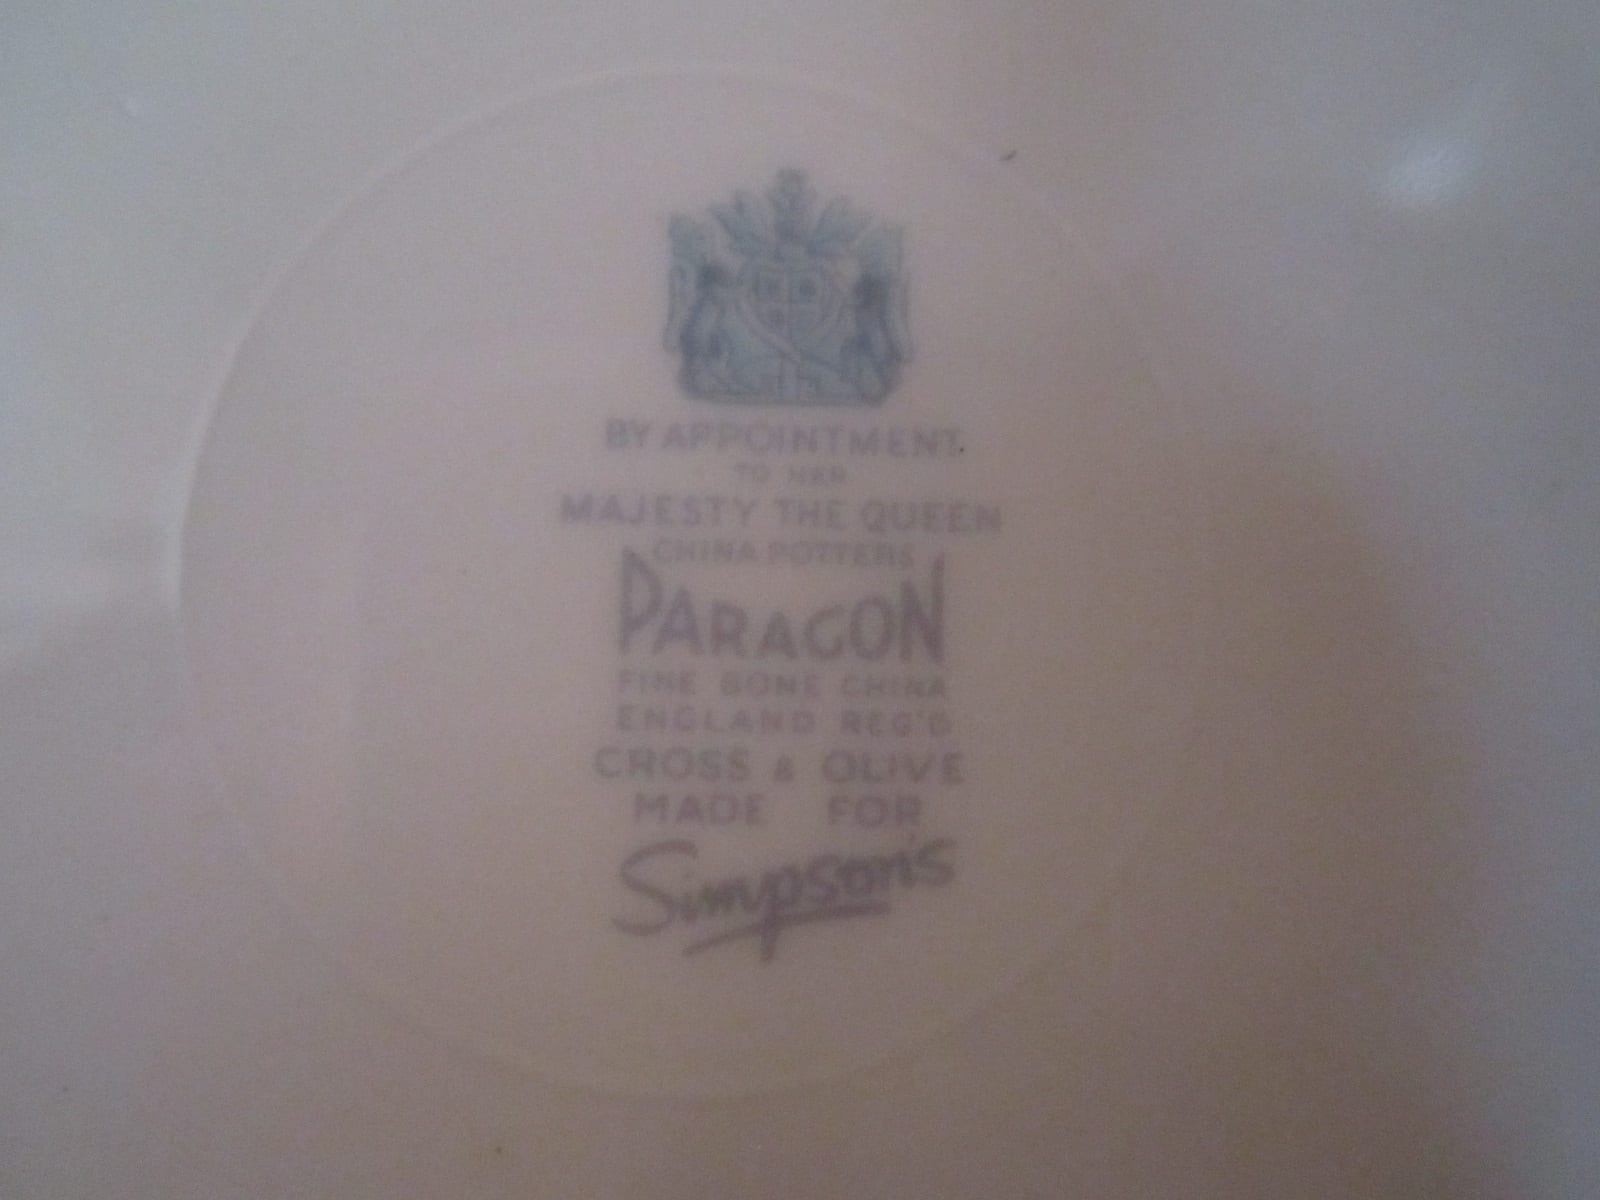 BY APPOINTMENT
TO HER
MAJESTY THE QUEEN
CHINA POTTERS
PARAGON
FINE BONE CHINA
ENGLAND REG'D
CROSS & OLIVE
MADE FOR
Simpson's